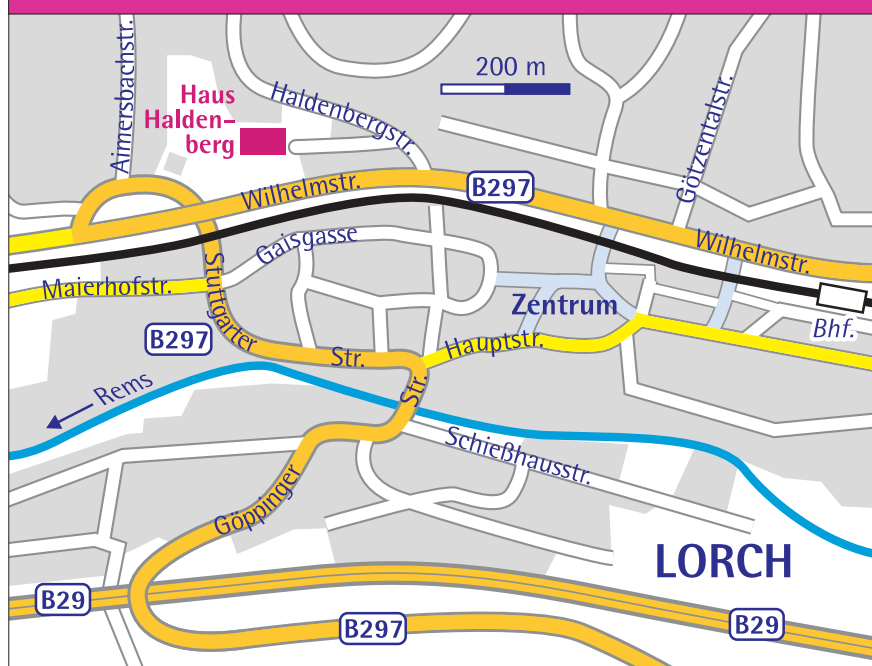 Aimersbachstr.
Haus
Halden-
berg
Haldenbergstr.
200 m
Götzentalstr.
Wilhelmstr.
B297
Wilhelmstr.
Gaisgasse
Maierhofstr.
Stuttgarter
Str.
Zentrum
Bhf.
B297
Hauptstr.
Rems
Str.
Göppinger
Schießhausstr.
LORCH
B29
B297
B29